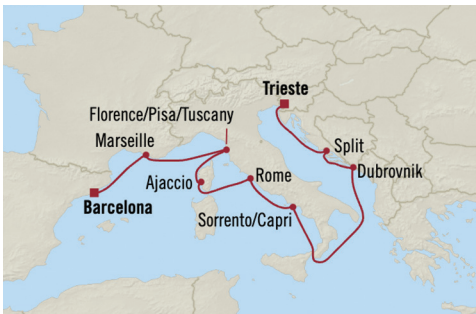 Trieste
Florence/Pisa/Tuscany
Marseille
Split
Dubrovnik
Ajaccio
Rome
Barcelona
Sorrento/Capri